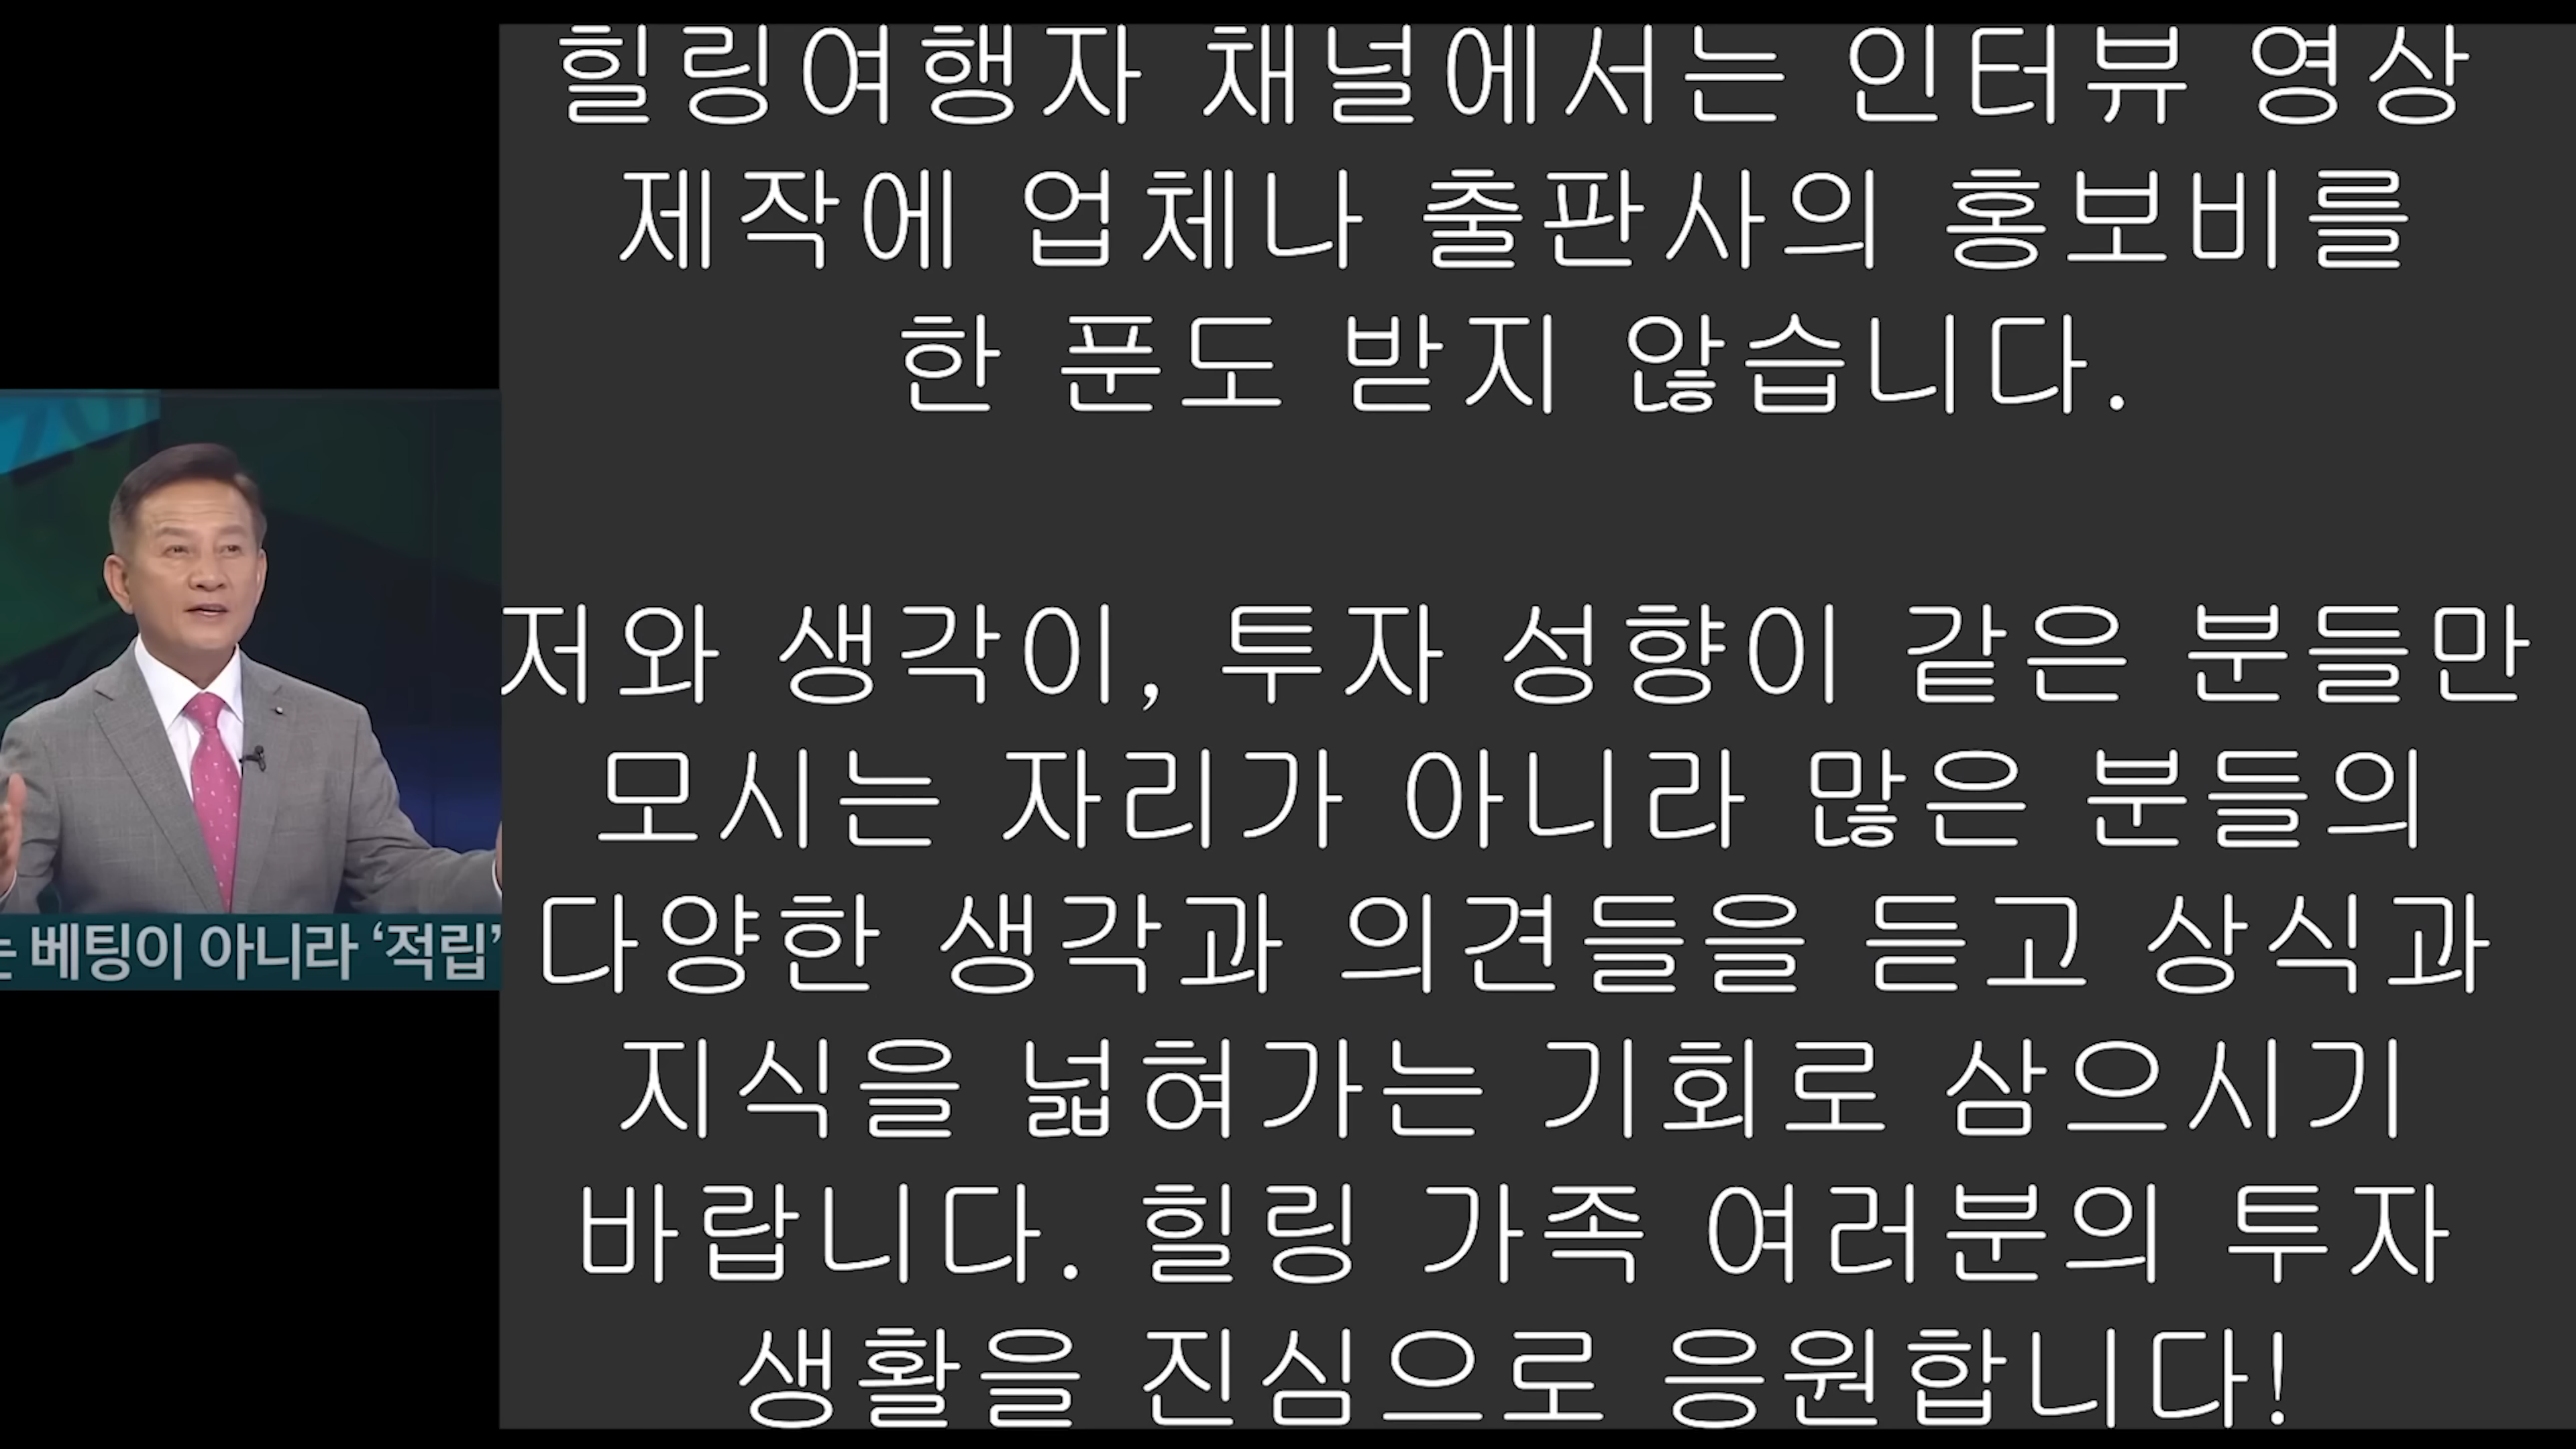 힐링여행자 채널에서는 인터뷰 영상
제작에 업체나 출판사의 홍보비를
한 푼도 받지 않습니다.
저와 생각이, 투자 성향이 같은 분들만
모시는 자리가 아니라 많은 분들의
다양한 생각과 의견들을 듣고 상식과
지식을 넓혀가는 기회로 삼으시기
바랍니다. 힐링 가족 여러분의 투자
생활을 진심으로 응원합니다!
베팅이 아니라 ‘적립’